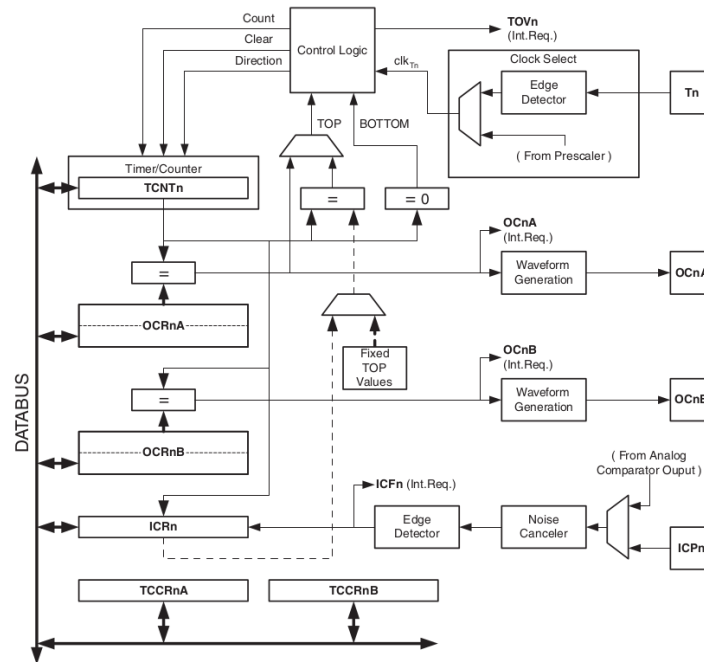 Count
Clear
Direction
Control Logic
TOVn
(Int.Req.)
clkTn
Clock Select
Edge
Detector
Tn
( From Prescaler )
TOP
BOTTOM
Timer/Counter
TCNTn
=
= 0
OCnA
(Int.Req.)
=
Waveform
Generation
OCnA
OCRnA
Fixed
TOP
Values
DATABUS
OCnB
(Int.Req.)
=
Waveform
Generation
OCnB
OCRnB
( From Analog
Comparator Ouput )
ICFn (Int.Req.)
ICRn
Edge
Detector
Noise
Canceler
ICPn
TCCRnA
TCCRnB